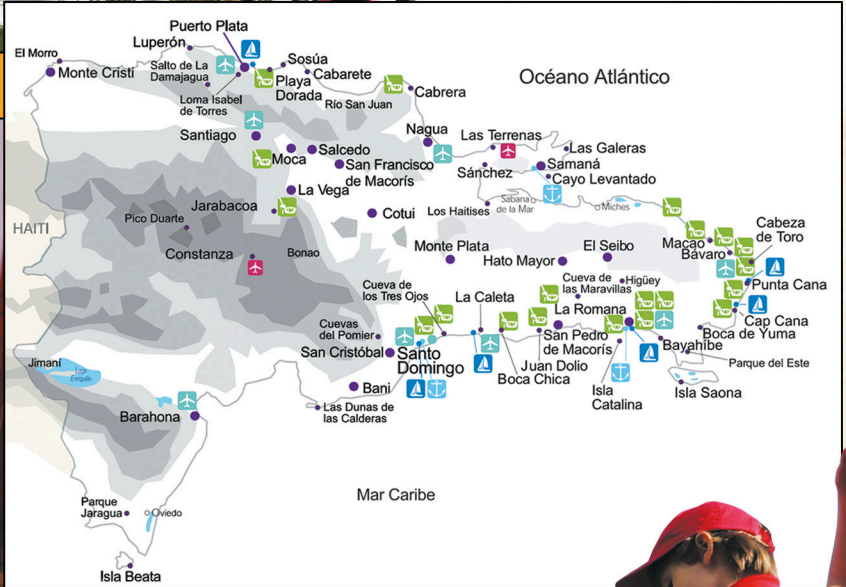 Puerto Plata
Luperón
El Morro
Monte Cristi
Salto de La
Damajagua
Loma Isabel
de Torres
Playa
Dorada
Sosúa
Cabarete
Río San Juan
Cabrera
Océano Atlántico
Santiago
Nagua
Las Terrenas
Las Galeras
Moca
Salcedo
San Francisco
de Macorís
Sánchez
Samaná
Cayo Levantado
La Vega
Jarabacoa
Pico Duarte
Cotui
Los Haitises
Sabana
de la Mar
Miches
HAITI
Constanza
Bonao
Monte Plata
Hato Mayor
El Seibo
Macao
Bávaro
Cabeza
de Toro
Cueva de
los Tres Ojos
La Caleta
Cueva de
las Maravillas
Higüey
Punta Cana
La Romana
Cap Cana
Cuevas
del Pomier
San Cristóbal
Santo
Domingo
San Pedro
de Macorís
Juan Dolio
Boca Chica
Boca de Yuma
Bayahíbe
Parque del Este
Isla
Catalina
Isla Saona
Jimaní
Lago
Enriquillo
Bani
Barahona
Las Dunas de
las Calderas
Mar Caribe
Parque
Jaragua
Oviedo
Isla Beata